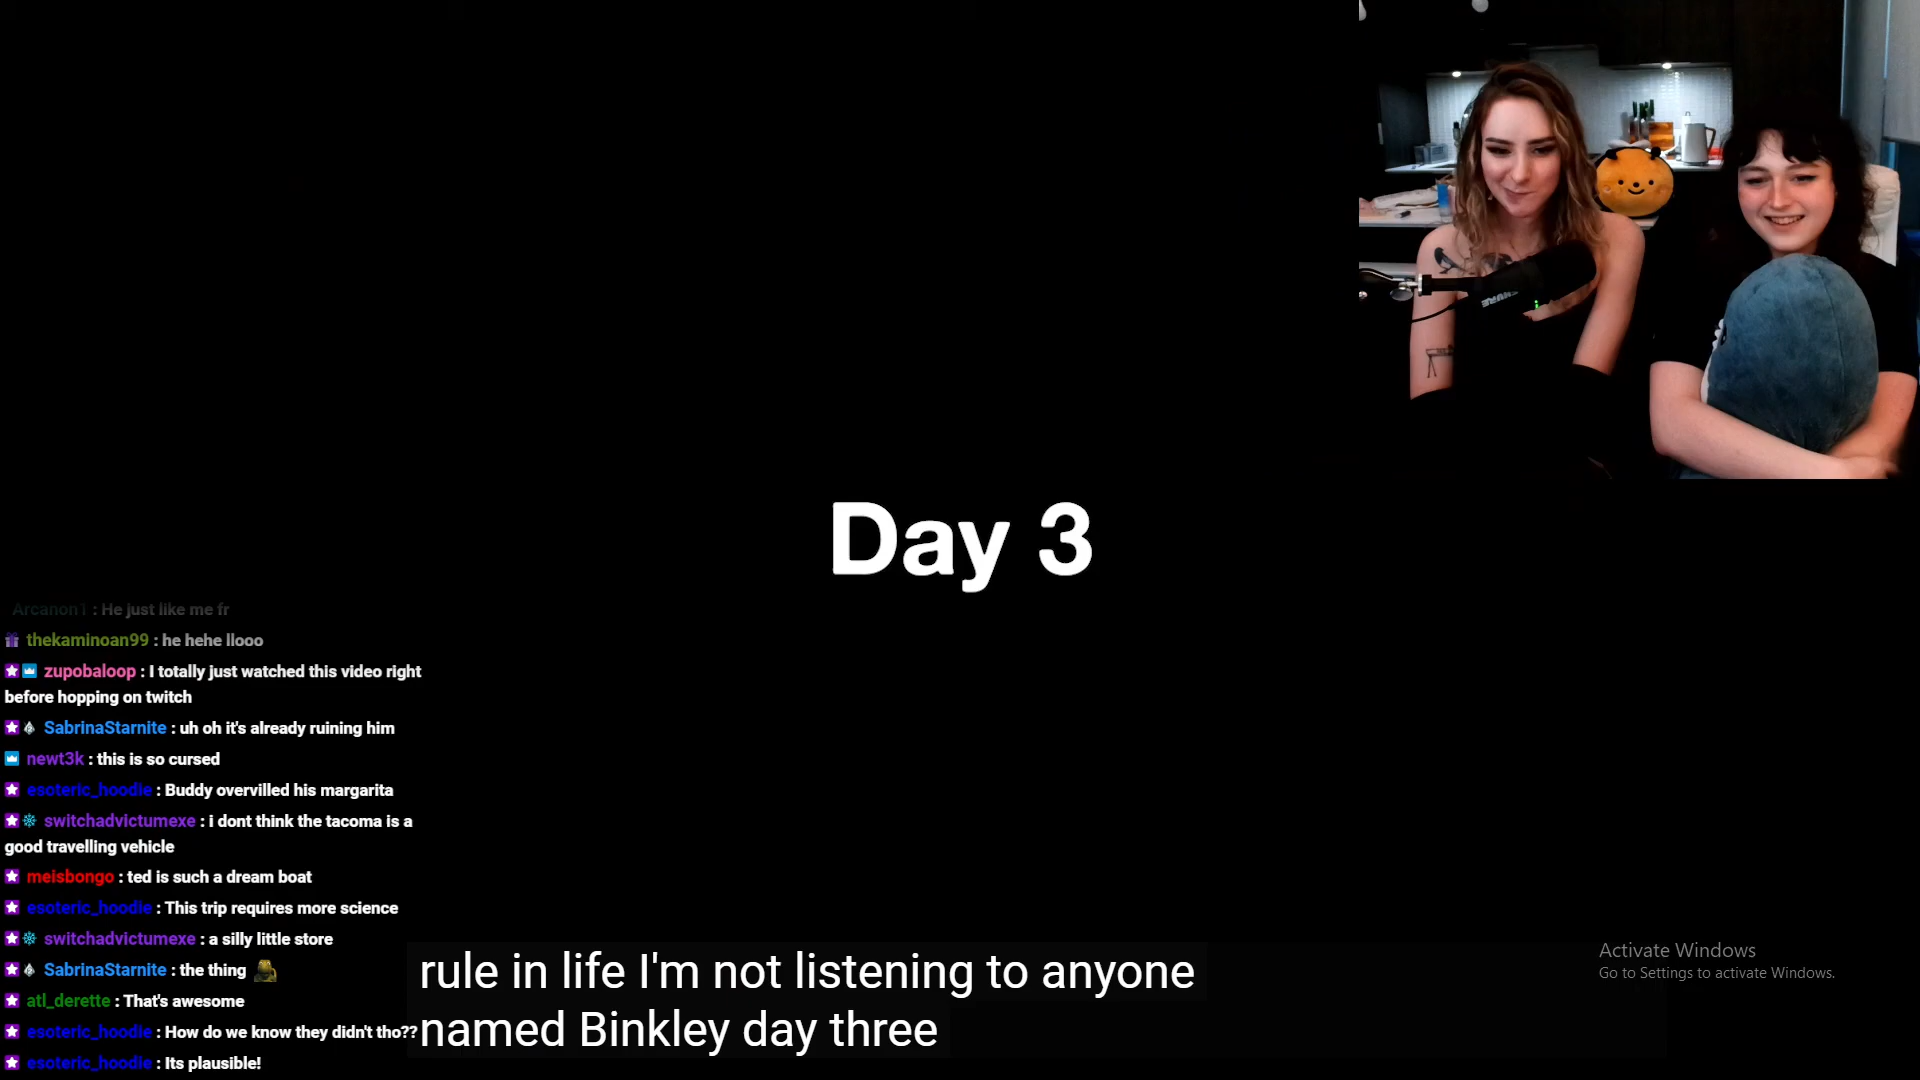 Day 3
Arcanon1 : He just like me fr
thekaminoan99 : he hehe llooo
zupobaloop : I totally just watched this video right
before hopping on twitch
SabrinaStarnite : uh oh it's already ruining him
newt3k : this is so cursed
esoteric_hoodie : Buddy overvilled his margarita
switchadvictumexe : i dont think the tacoma is a
good travelling vehicle
meisbongo : ted is such a dream boat
esoteric_hoodie : This trip requires more science
switchadvictumexe : a silly little store
SabrinaStarnite : the thing
atl_derette : That's awesome
esoteric_hoodie : How do we know they didn't tho??
esoteric_hoodie : Its plausible!
rule in life I'm not listening to anyone
named Binkley day three
Activate Windows
Go to Settings to activate Windows.
SHURE